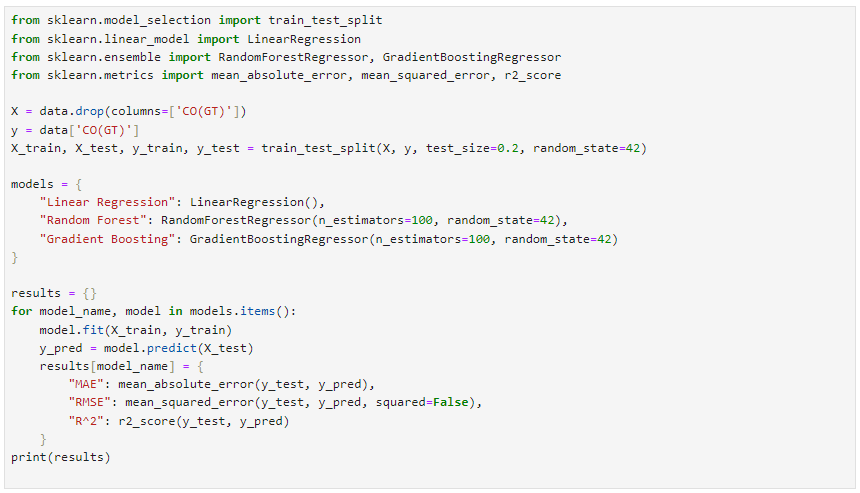 from sklearn.model_selection import train_test_split
from sklearn.linear_model import LinearRegression
from sklearn.ensemble import RandomForestRegressor, GradientBoostingRegressor
from sklearn.metrics import mean_absolute_error, mean_squared_error, r2_score

X = data.drop(columns=['CO(GT)'])
y = data['CO(GT)']
X_train, X_test, y_train, y_test = train_test_split(X, y, test_size=0.2, random_state=42)

models = {
    "Linear Regression": LinearRegression(),
    "Random Forest": RandomForestRegressor(n_estimators=100, random_state=42),
    "Gradient Boosting": GradientBoostingRegressor(n_estimators=100, random_state=42)
}

results = {}
for model_name, model in models.items():
    model.fit(X_train, y_train)
    y_pred = model.predict(X_test)
    results[model_name] = {
        "MAE": mean_absolute_error(y_test, y_pred),
        "RMSE": mean_squared_error(y_test, y_pred, squared=False),
        "R^2": r2_score(y_test, y_pred)
    }
print(results)